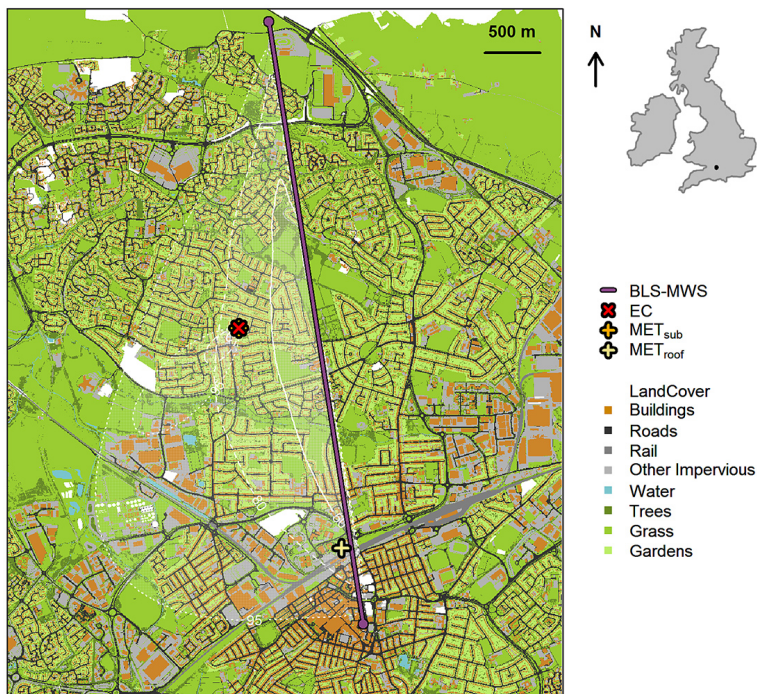 500 m
N
80
95
BLS-MWS
EC
METsub
METroof
LandCover
Buildings
Roads
Rail
Other Impervious
Water
Trees
Grass
Gardens